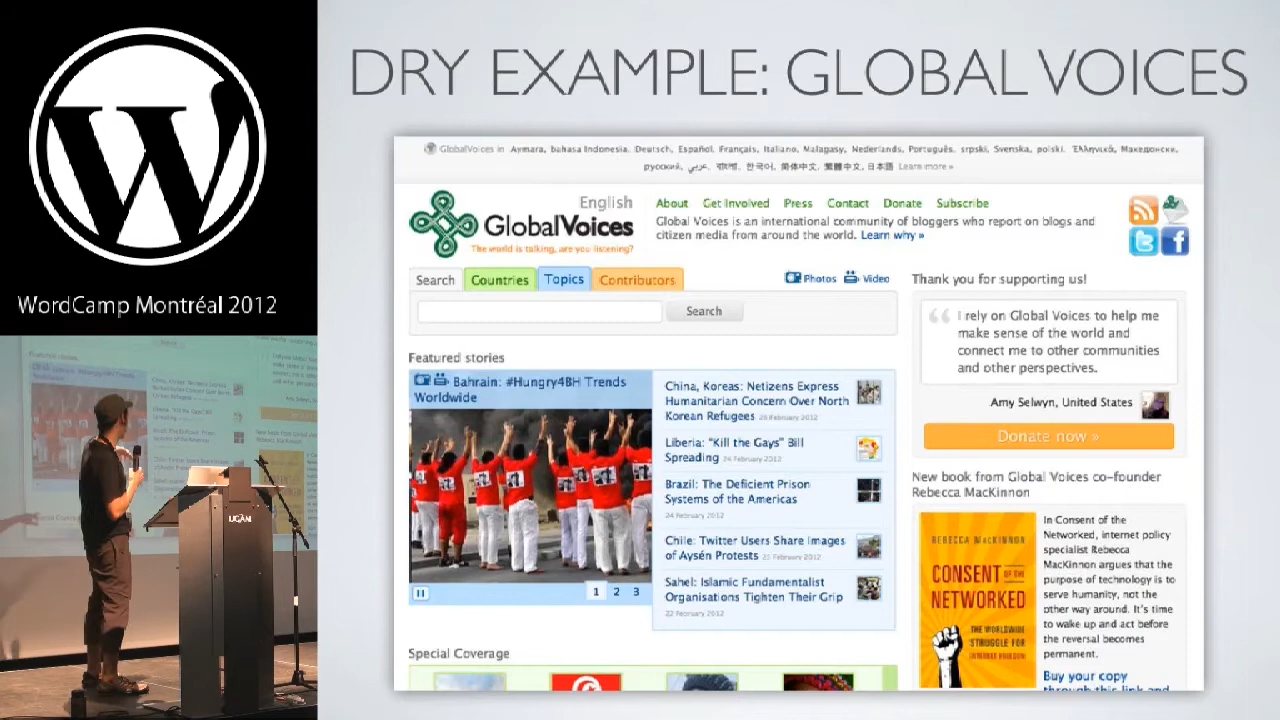 WordCamp Montréal 2012
DRY EXAMPLE: GLOBAL VOICES
GlobalVoices in Aymara, bahasa Indonesia, Deutsch, Español, Français, Italiano, Malagasy, Nederlands, Português, srpski, Svenska, polski, Ἑλληνικά, Македонски,
русский, عربي, বাংলা, 한국어, 简体中文, 繁體中文, 日本語 Learn more »
English
GlobalVoices
The world is talking, are you listening?
About Get Involved Press Contact Donate Subscribe
Global Voices is an international community of bloggers who report on blogs and
citizen media from around the world. Learn why »
Search Countries Topics Contributors
Photos Video
Search
Featured stories
Bahrain: #Hungry4BH Trends
Worldwide
1 2 3
China, Koreas: Netizens Express
Humanitarian Concern Over North
Korean Refugees
Liberia: "Kill the Gays" Bill
Spreading 24 February 2012
Brazil: The Deficient Prison
Systems of the Americas
24 February 2012
Chile: Twitter Users Share Images
of Aysén Protests
Sahel: Islamic Fundamentalist
Organisations Tighten Their Grip
22 February 2012
Special Coverage
Thank you for supporting us!
I rely on Global Voices to help me
make sense of the world and
connect me to other communities
and other perspectives.
Amy Selwyn, United States
Donate now »
New book from Global Voices co-founder
Rebecca MacKinnon
REBECCA MacKINNON
CONSENT OF THE
NETWORKED
THE WORLDWIDE
STRUGGLE FOR
INTERNET FREEDOM
In Consent of the
Networked, internet policy
specialist Rebecca
MacKinnon argues that the
purpose of technology is to
serve humanity, not the
other way around. It's time
to wake up and act before
the reversal becomes
permanent.
Buy your copy
through this link and
UQAM